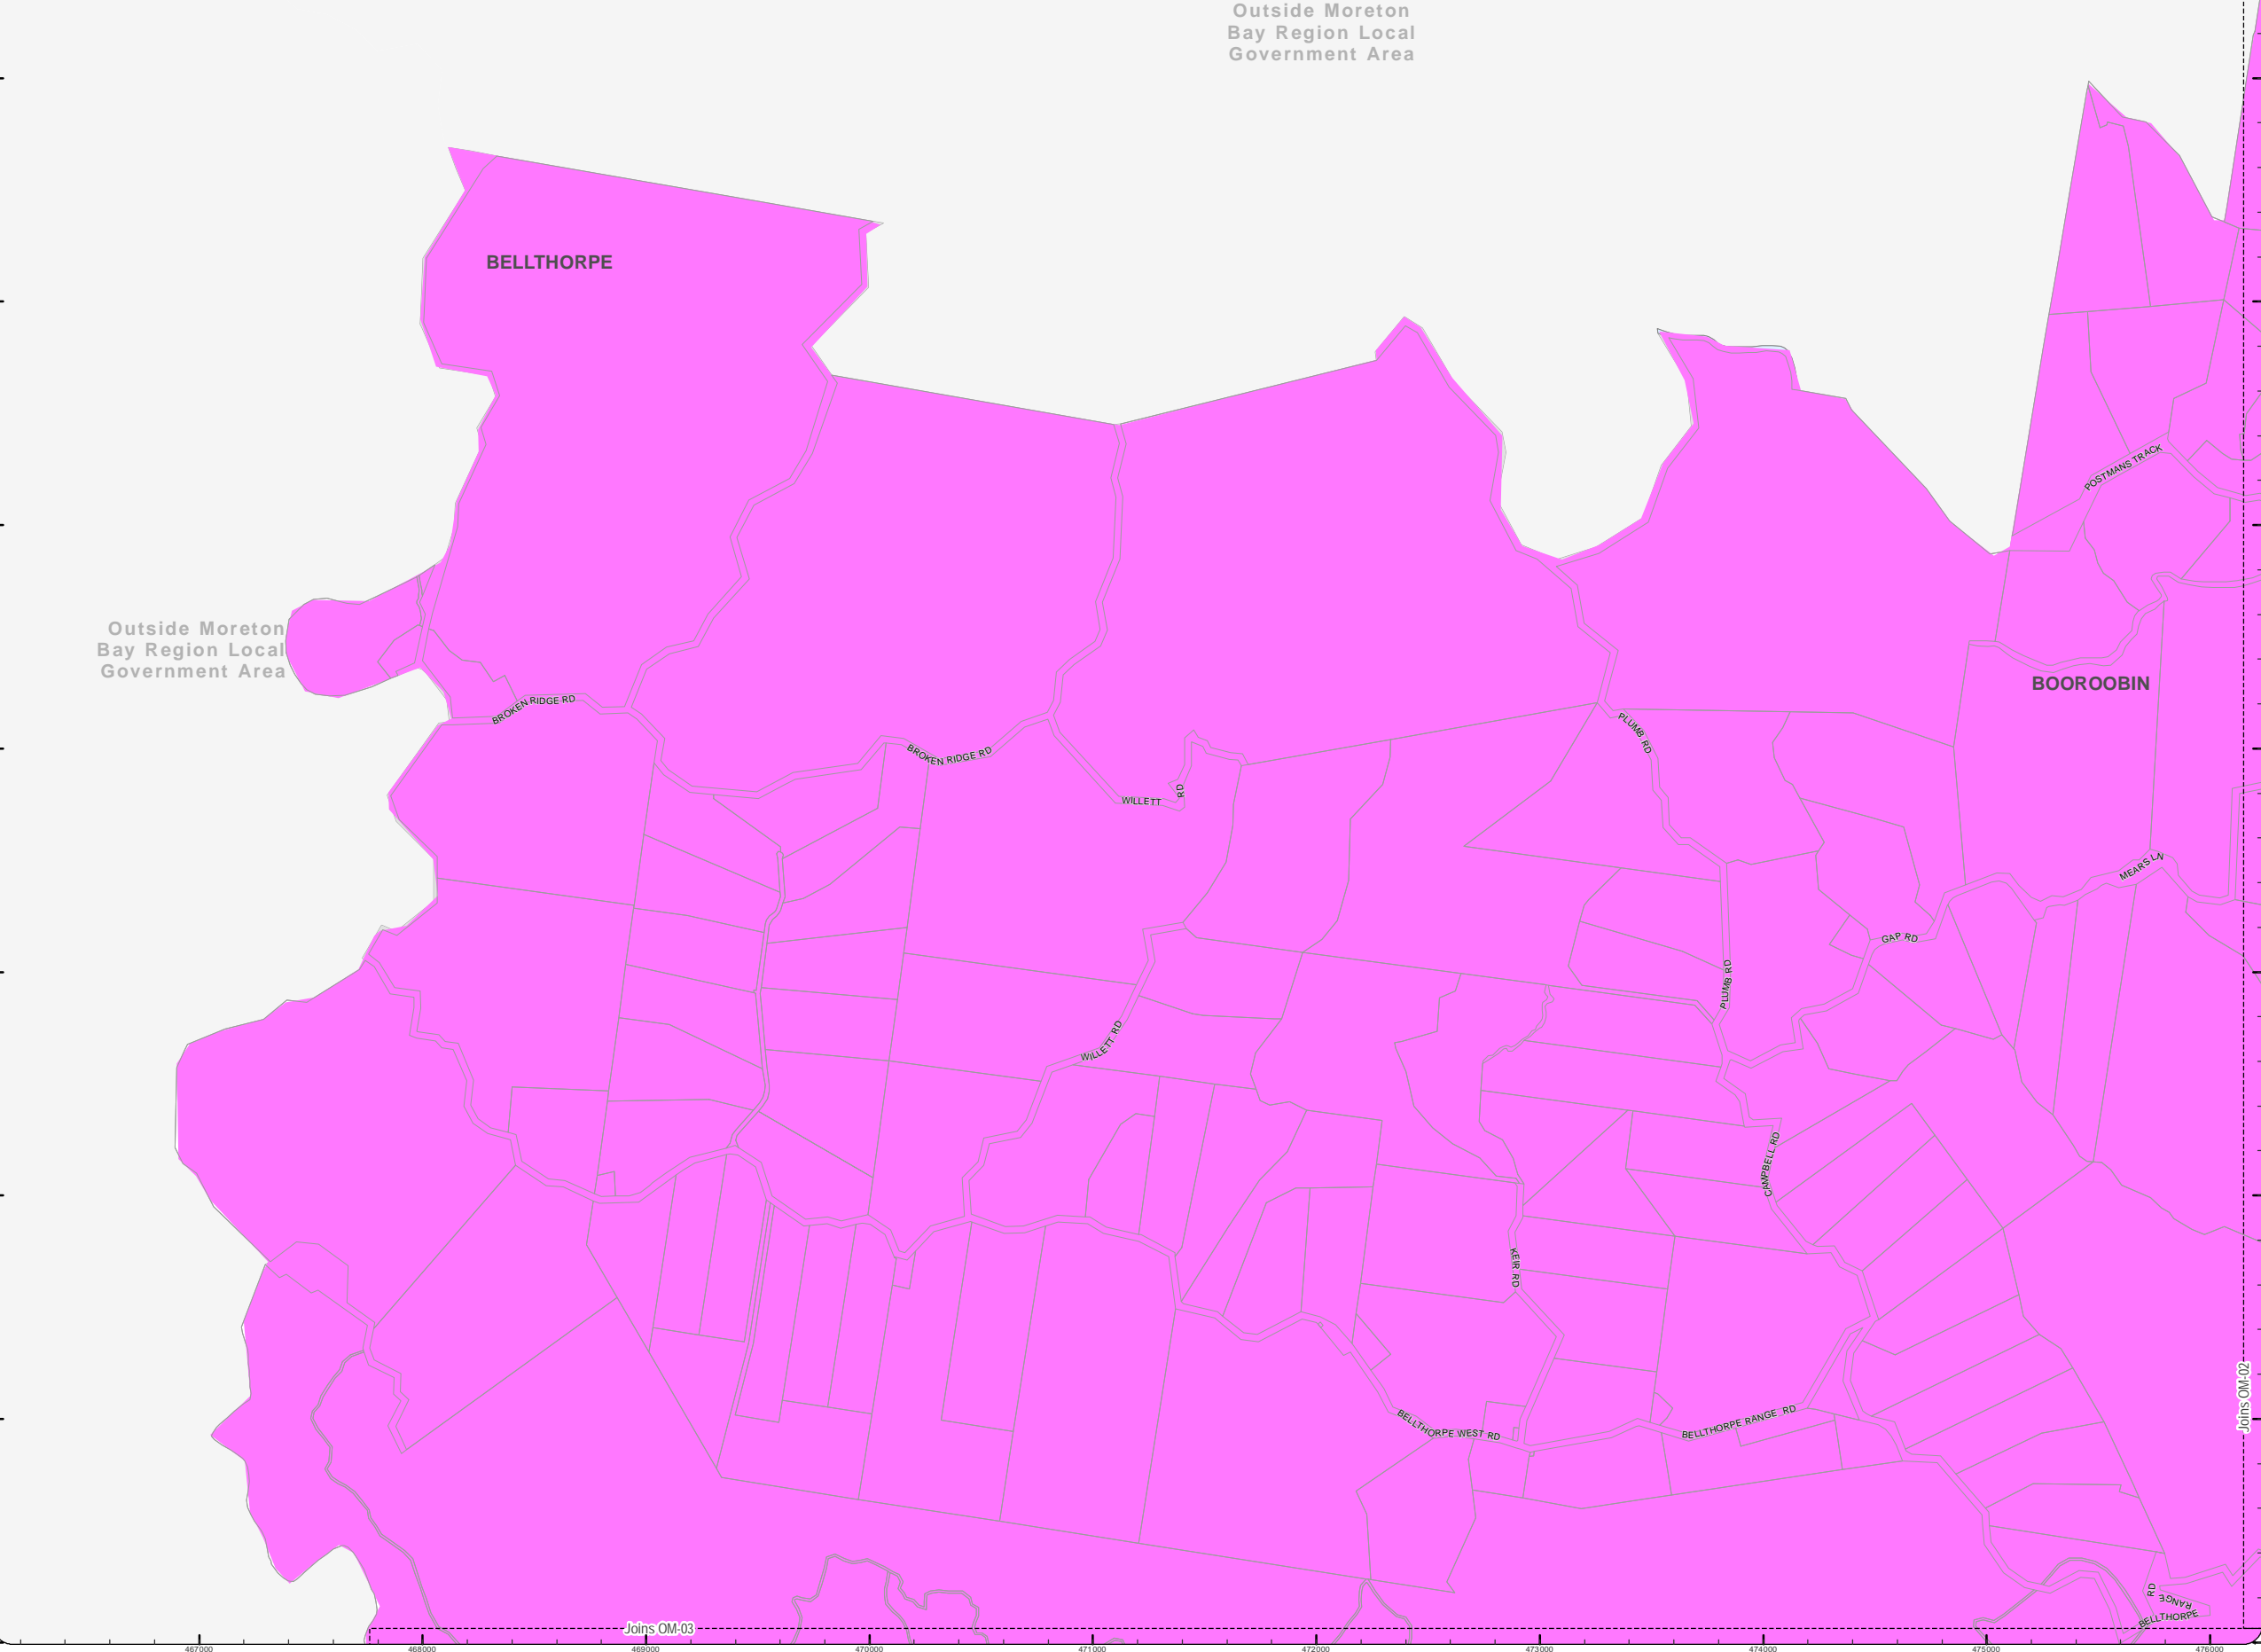 Outside Moreton
Bay Region Local
Government Area
BELLTHORPE
POSTMANS TRACK
Outside Moreton
Bay Region Local
Government Area
BOOROOBIN
BROKEN RIDGE RD
BROKEN RIDGE RD
PLUMB RD
WILLETT RD
MEARS LN
GAP RD
PLUMB RD
WILLETT RD
CAMPBELL RD
KEIR RD
BELLTHORPE WEST RD
BELLTHORPE RANGE RD
Joins OM-02
BELLTHORPE RANGE RD
Joins OM-03
467000
468000
469000
470000
471000
472000
473000
474000
475000
476000